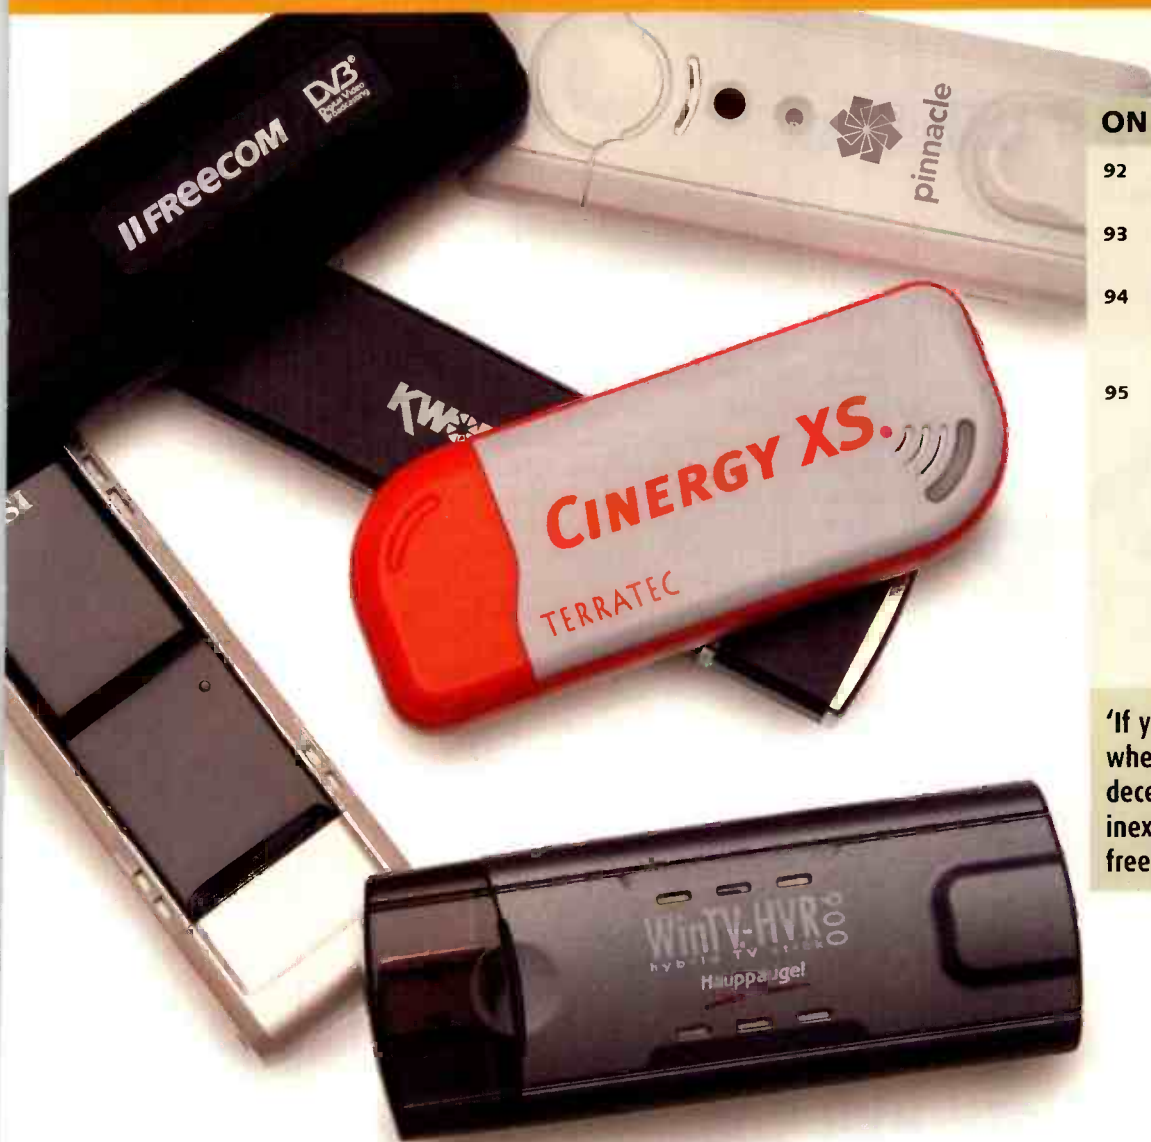 FREECOM
DVB
Digital Video
Broadcasting
pinnacle
ON
92
93
94
95
CINERGY XS.
TERRATEC
WinTV-HVR 900
hybrid TV stick
Hauppauge!
'If y
whe
dece
inex
free